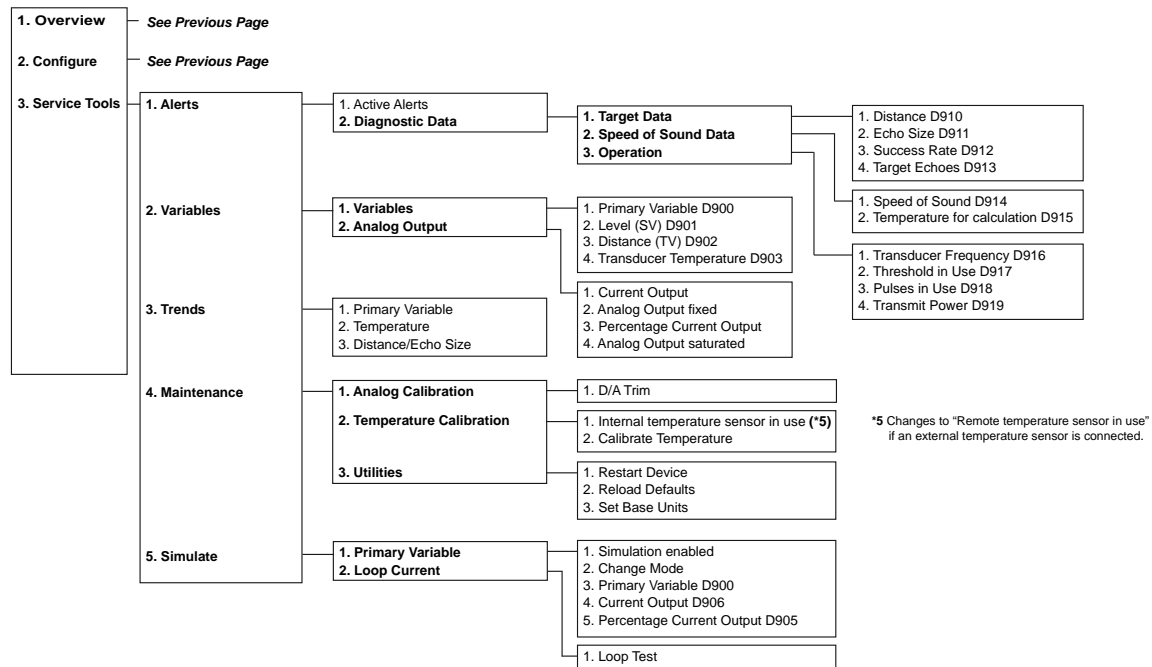 1. Overview
See Previous Page
2. Configure
See Previous Page
3. Service Tools
1. Alerts
1. Active Alerts
2. Diagnostic Data
1. Target Data
2. Speed of Sound Data
3. Operation
1. Distance D910
2. Echo Size D911
3. Success Rate D912
4. Target Echoes D913
1. Speed of Sound D914
2. Temperature for calculation D915
1. Transducer Frequency D916
2. Threshold in Use D917
3. Pulses in Use D918
4. Transmit Power D919
2. Variables
1. Variables
2. Analog Output
1. Primary Variable D900
2. Level (SV) D901
3. Distance (TV) D902
4. Transducer Temperature D903
1. Current Output
2. Analog Output fixed
3. Percentage Current Output
4. Analog Output saturated
3. Trends
1. Primary Variable
2. Temperature
3. Distance/Echo Size
4. Maintenance
1. Analog Calibration
1. D/A Trim
2. Temperature Calibration
1. Internal temperature sensor in use (*5)
2. Calibrate Temperature
*5 Changes to “Remote temperature sensor in use”
if an external temperature sensor is connected.
3. Utilities
1. Restart Device
2. Reload Defaults
3. Set Base Units
5. Simulate
1. Primary Variable
2. Loop Current
1. Simulation enabled
2. Change Mode
3. Primary Variable D900
4. Current Output D906
5. Percentage Current Output D905
1. Loop Test